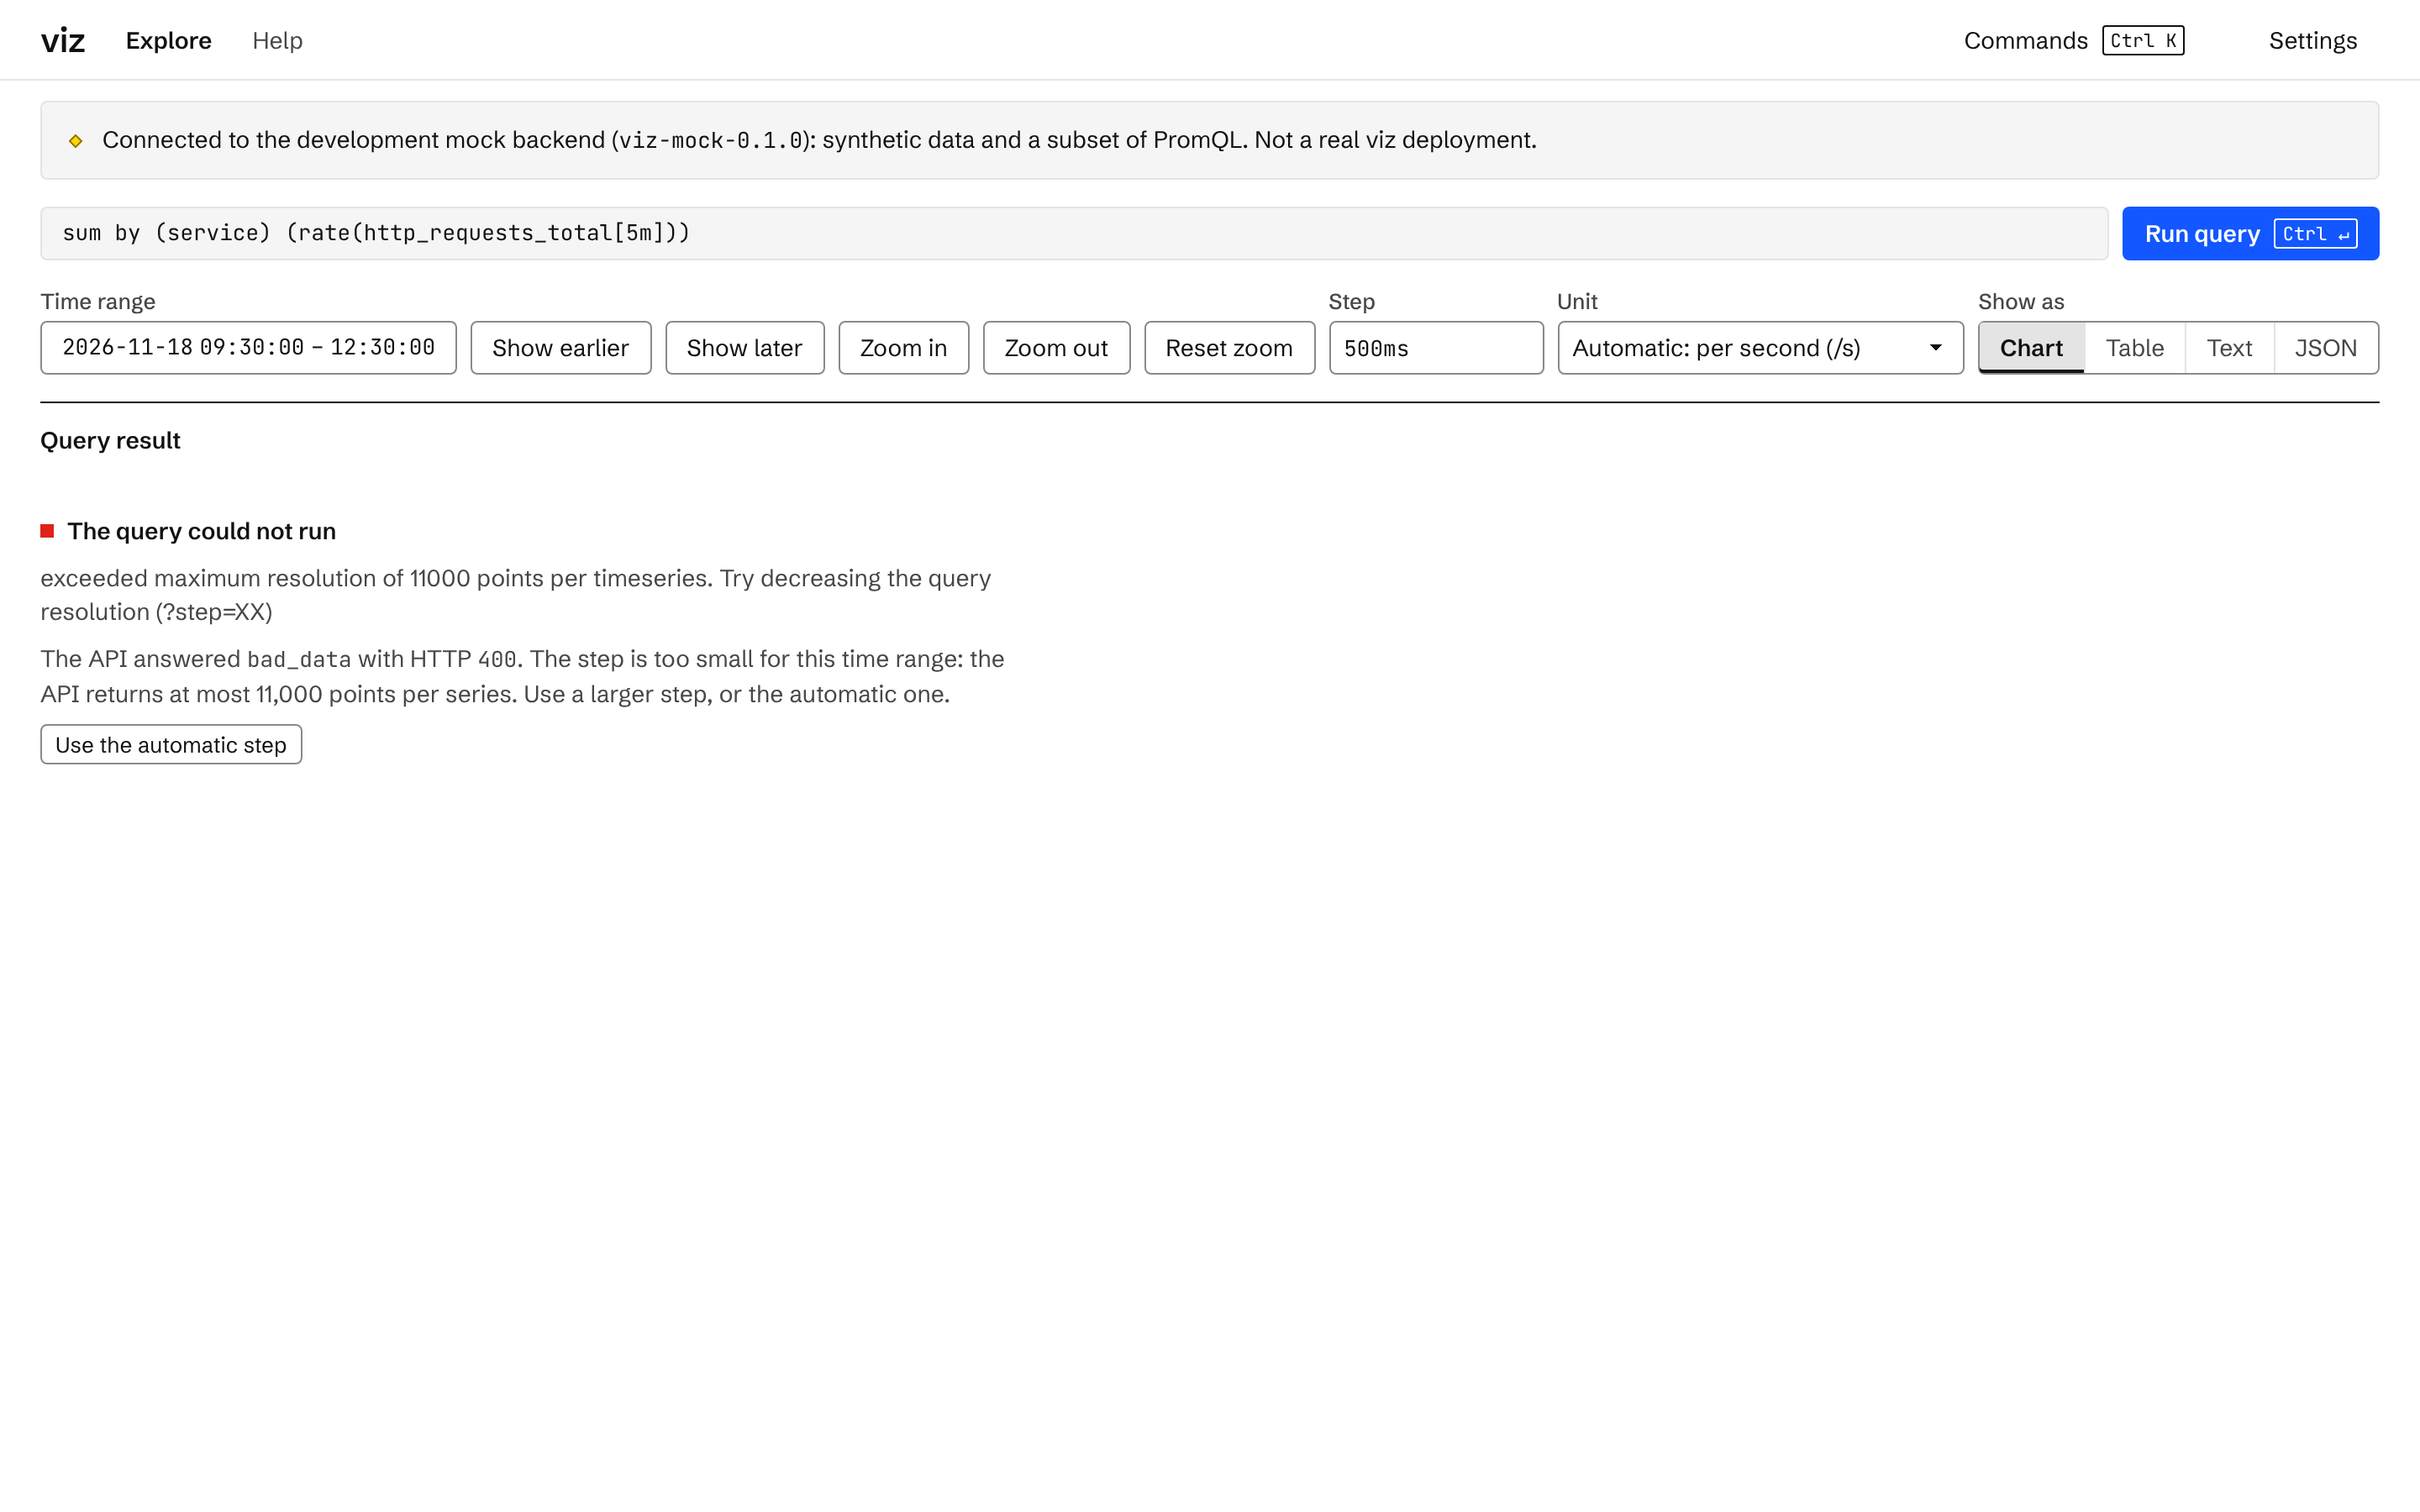 viz Explore Help Commands Ctrl K Settings
Connected to the development mock backend (viz-mock-0.1.0): synthetic data and a subset of PromQL. Not a real viz deployment.
sum by (service) (rate(http_requests_total[5m])) Run query Ctrl ↵
Time range Step Unit Show as
2026-11-18 09:30:00 – 12:30:00 Show earlier Show later Zoom in Zoom out Reset zoom 500ms Automatic: per second (/s) Chart Table Text JSON
Query result
The query could not run
exceeded maximum resolution of 11000 points per timeseries. Try decreasing the query
resolution (?step=XX)
The API answered bad_data with HTTP 400. The step is too small for this time range: the
API returns at most 11,000 points per series. Use a larger step, or the automatic one.
Use the automatic step